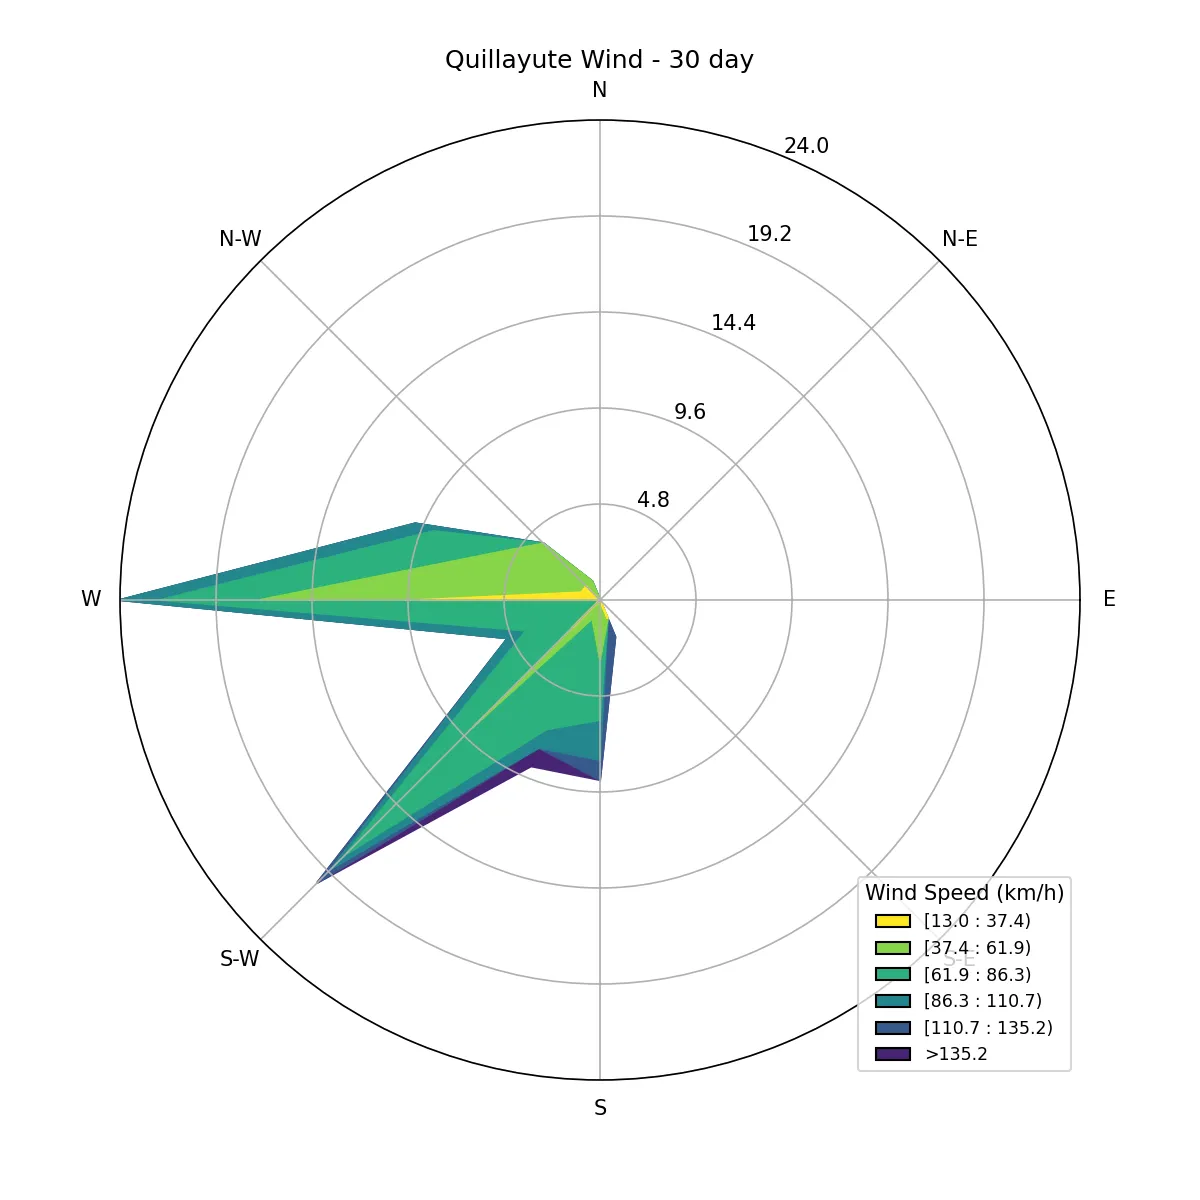 Quillayute Wind - 30 day
N
24.0
N-W
19.2
N-E
14.4
9.6
4.8
W
E
S-W
S-E
S
Wind Speed (km/h)
[13.0 : 37.4)
[37.4 : 61.9)
[61.9 : 86.3)
[86.3 : 110.7)
[110.7 : 135.2)
>135.2